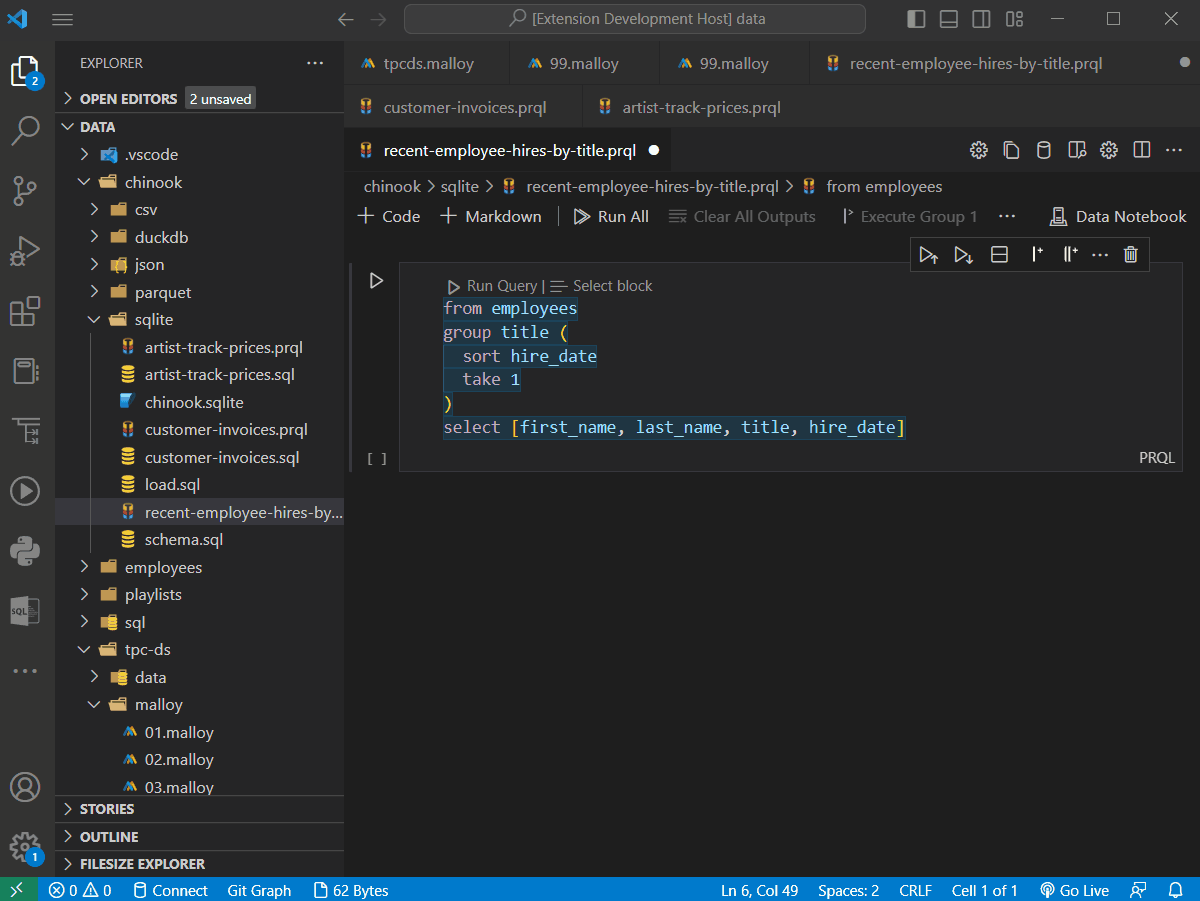 [Extension Development Host] data
EXPLORER
2
OPEN EDITORS 2 unsaved
DATA
.vscode
chinook
csv
duckdb
json
parquet
sqlite
artist-track-prices.prql
artist-track-prices.sql
chinook.sqlite
customer-invoices.prql
customer-invoices.sql
load.sql
recent-employee-hires-by...
schema.sql
employees
playlists
sql
tpc-ds
data
malloy
01.malloy
02.malloy
03.malloy
STORIES
OUTLINE
FILESIZE EXPLORER
SQL
1
tpcds.malloy 99.malloy 99.malloy recent-employee-hires-by-title.prql
customer-invoices.prql artist-track-prices.prql
recent-employee-hires-by-title.prql
chinook > sqlite > recent-employee-hires-by-title.prql > from employees
+ Code + Markdown | Run All Clear All Outputs Execute Group 1 ... Data Notebook
Run Query | Select block
from employees
group title (
  sort hire_date
  take 1
)
select [first_name, last_name, title, hire_date]
[ ] PRQL
0 0 Connect Git Graph 62 Bytes Ln 6, Col 49 Spaces: 2 CRLF Cell 1 of 1 Go Live